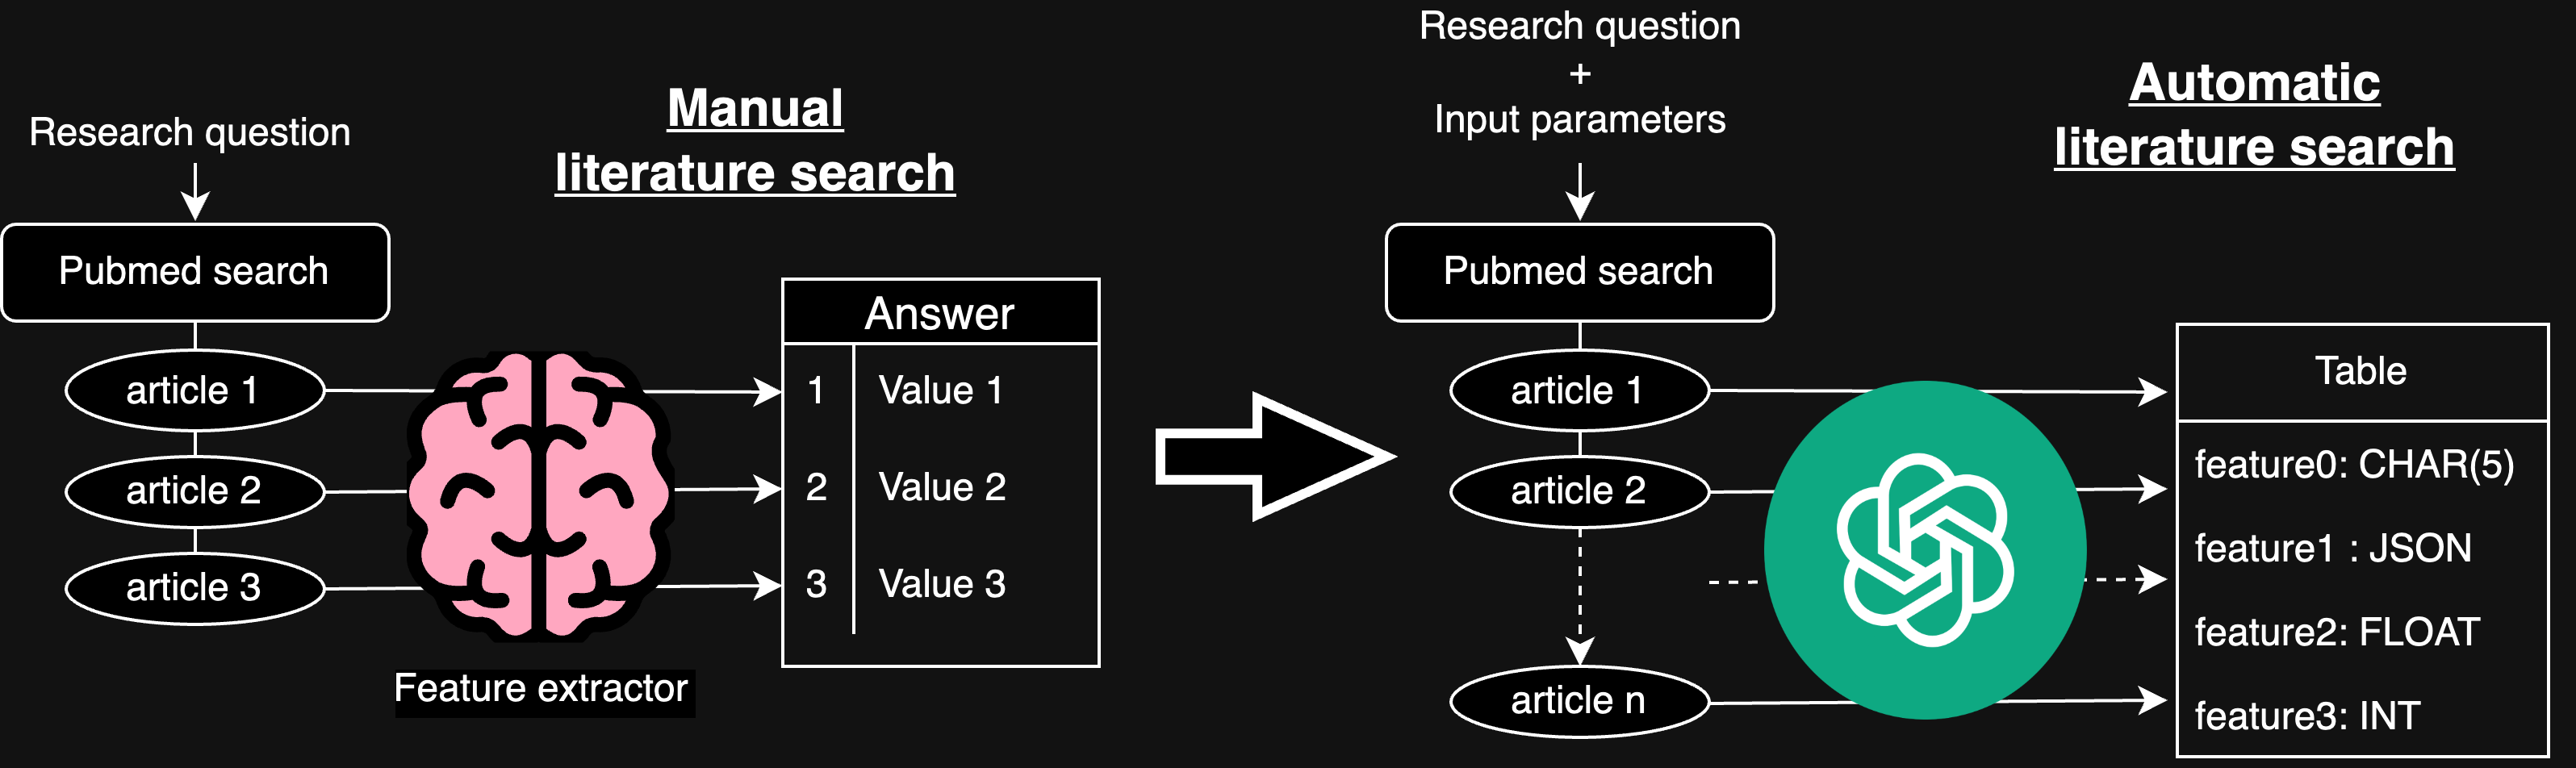 Manual
literature search
Research question
Pubmed search
article 1
article 2
article 3
Feature extractor
Answer
1 Value 1
2 Value 2
3 Value 3
Automatic
literature search
Research question
+
Input parameters
Pubmed search
article 1
article 2
article n
Table
feature0: CHAR(5)
feature1 : JSON
feature2: FLOAT
feature3: INT